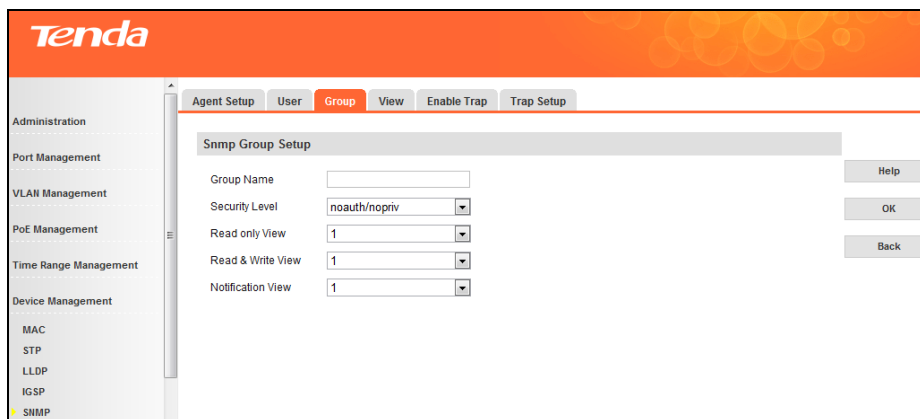 Tenda
Agent Setup User Group View Enable Trap Trap Setup
Administration
Port Management
VLAN Management
PoE Management
Time Range Management
Device Management
MAC
STP
LLDP
IGSP
SNMP
Snmp Group Setup
Group Name
Security Level noauth/nopriv
Read only View 1
Read & Write View 1
Notification View 1
Help
OK
Back